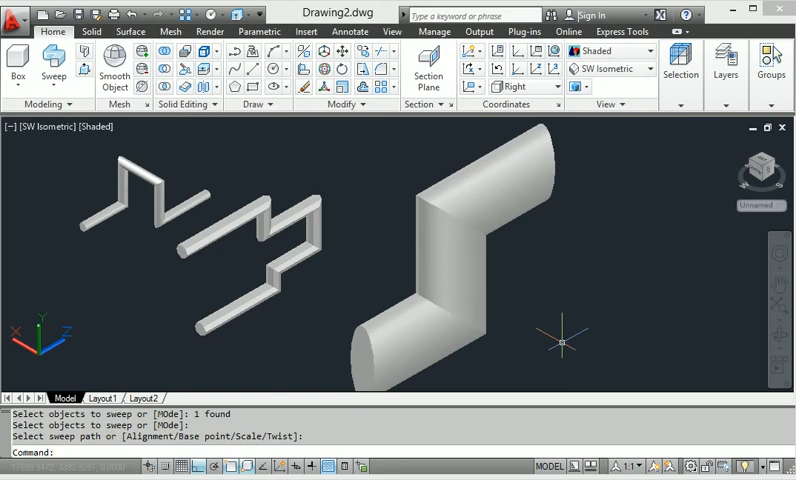 Drawing2.dwg
Type a keyword or phrase
Sign In
Home Solid Surface Mesh Render Parametric Insert Annotate View Manage Output Plug-ins Online Express Tools
Box
Sweep
Smooth Object
Section Plane
Shaded
SW Isometric
Right
Selection
Layers
Groups
Modeling Mesh Solid Editing Draw Modify Section Coordinates View
[−] [SW Isometric] [Shaded]
W S
Unnamed
X Y Z
Model Layout1 Layout2
Select objects to sweep or [MOde]: 1 found
Select objects to sweep or [MOde]:
Select sweep path or [Alignment/Base point/Scale/Twist]:
Command:
MODEL 1:1